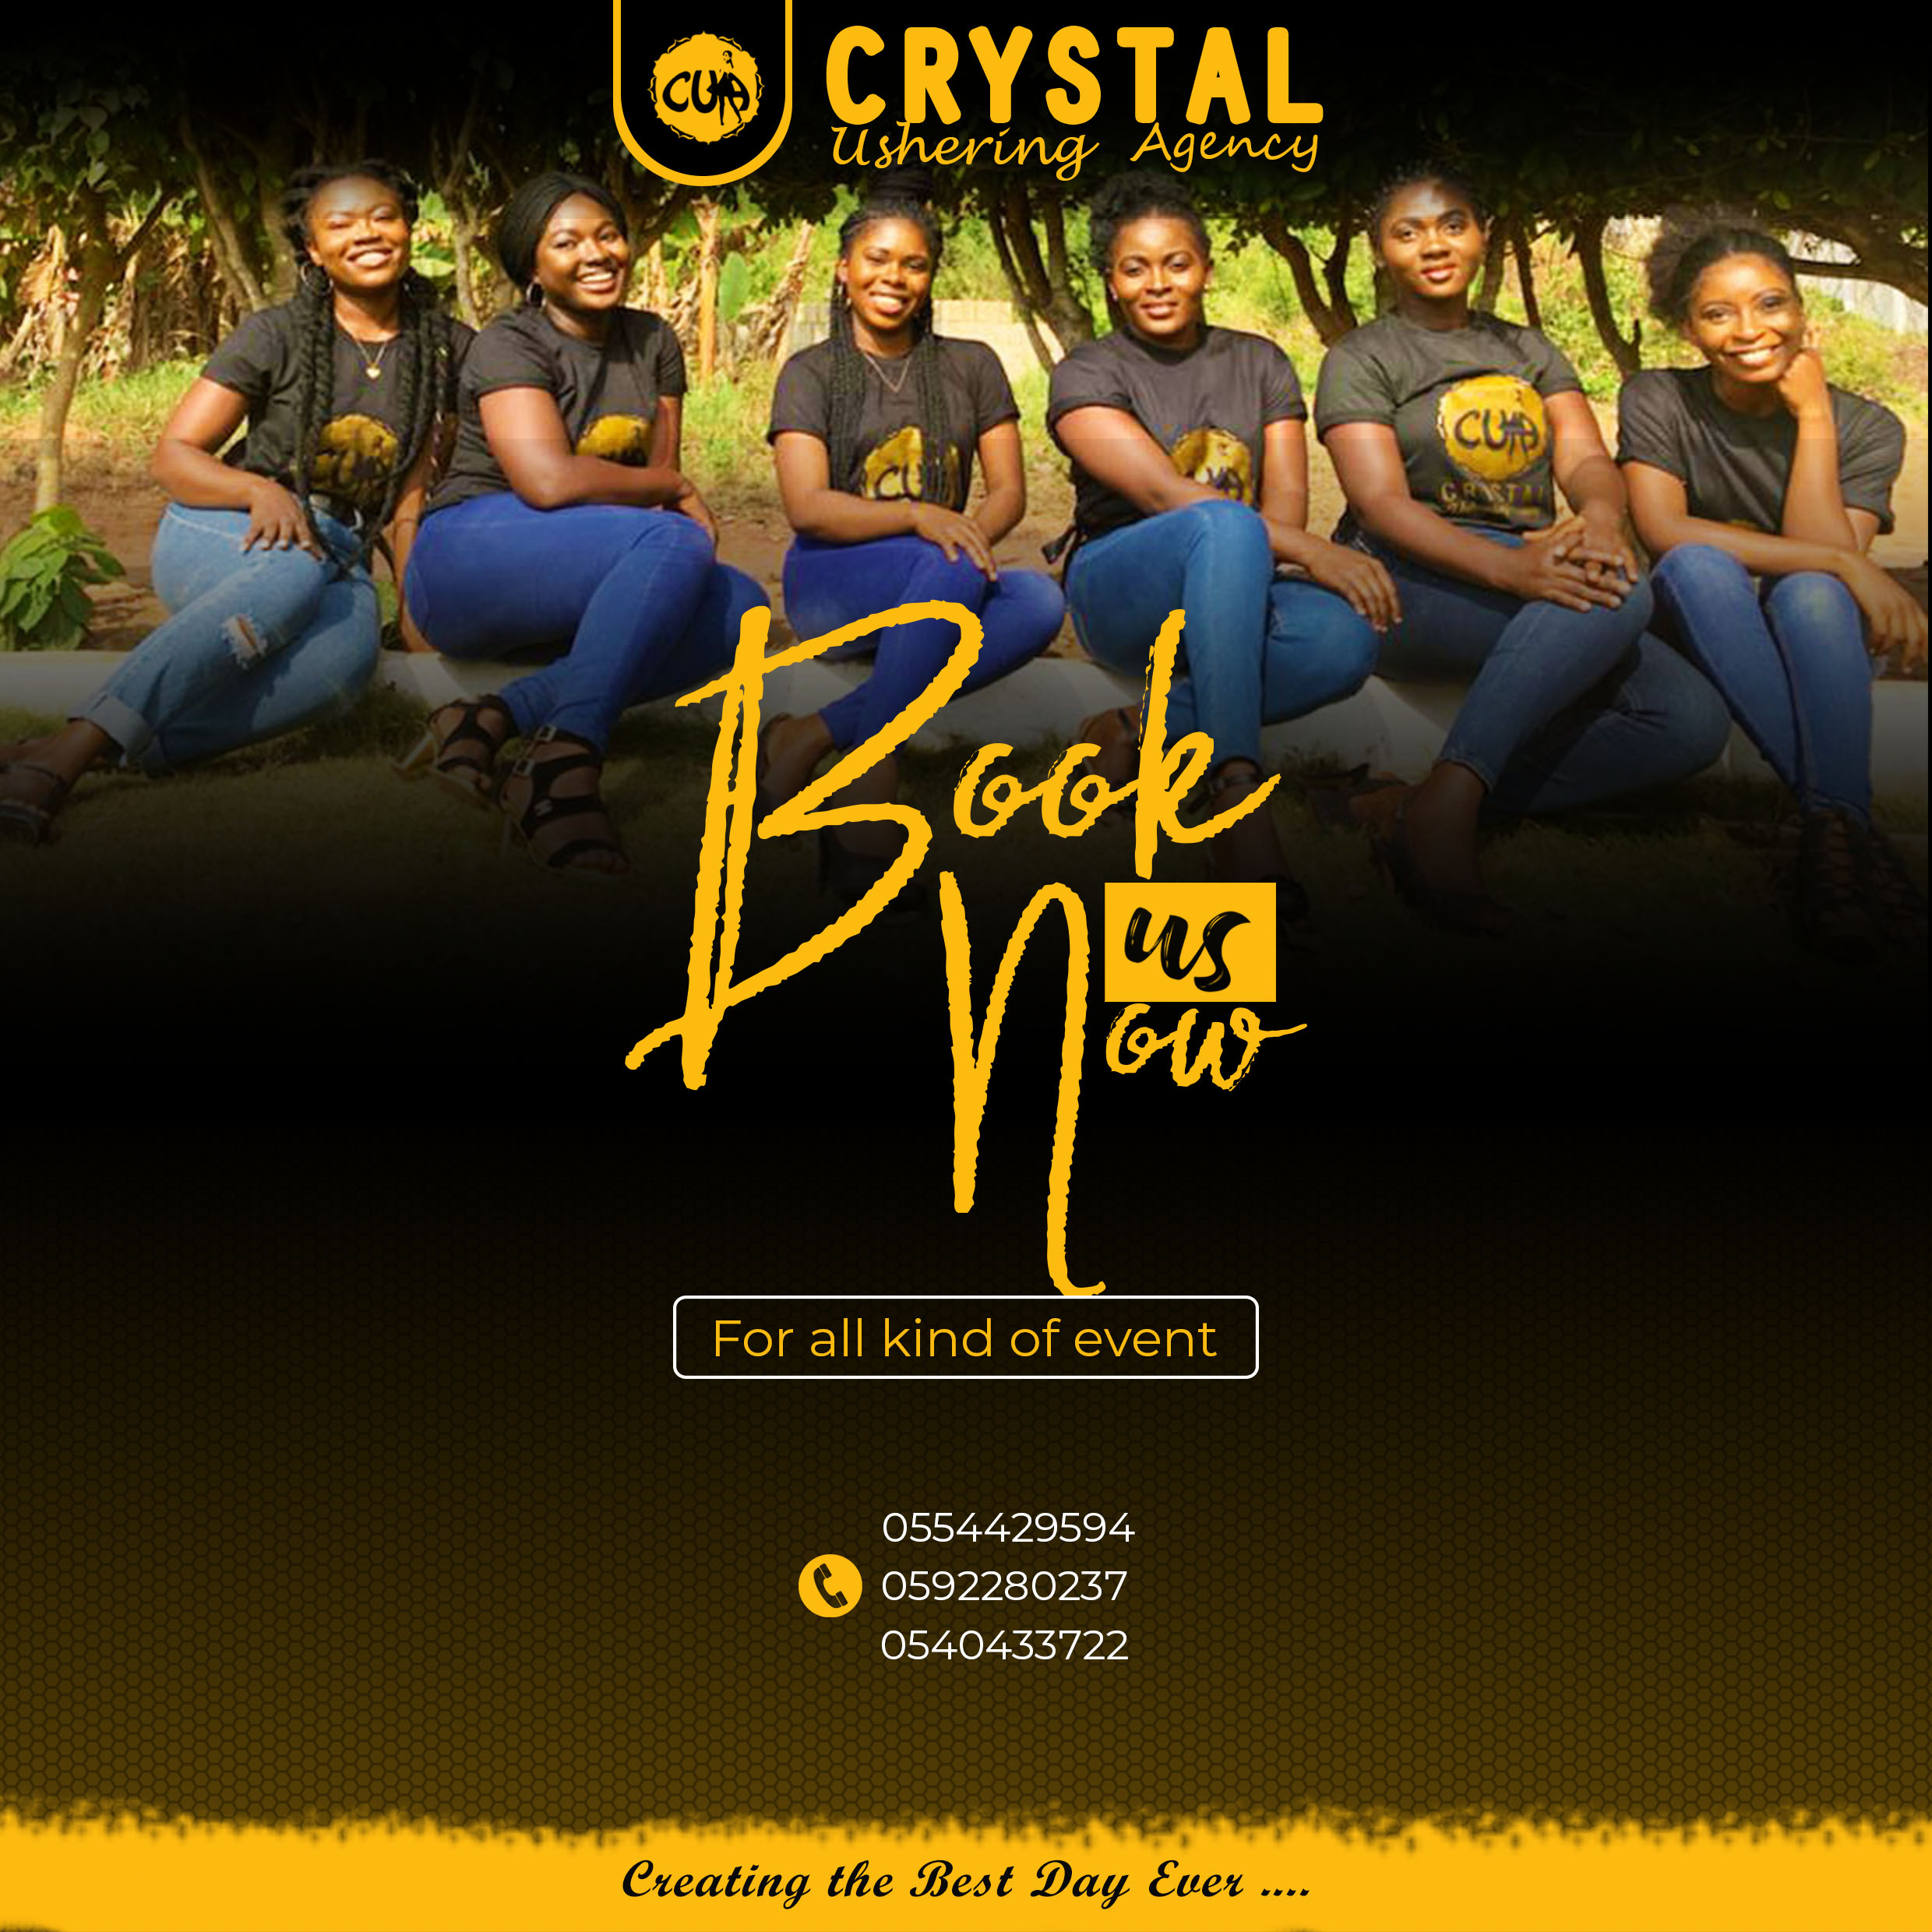 CUA
CRYSTAL
Ushering Agency
CUA
CRYSTAL
Book
us
Now
For all kind of event
0554429594
0592280237
0540433722
Creating the Best Day Ever ....